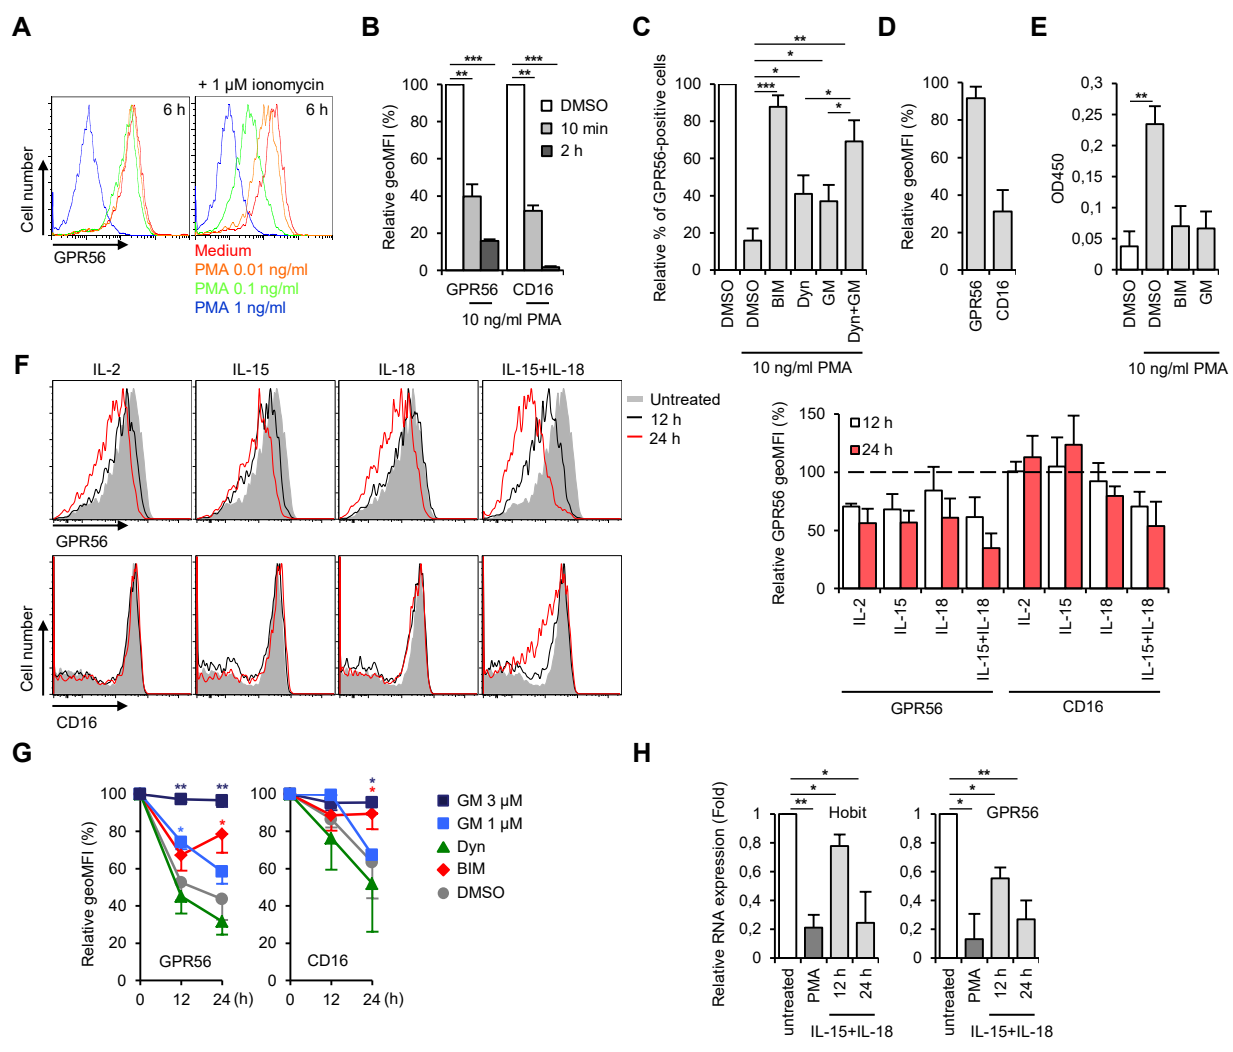 A
+ 1 µM ionomycin
6 h
6 h
Cell number
GPR56
Medium
PMA 0.01 ng/ml
PMA 0.1 ng/ml
PMA 1 ng/ml
B
*** ***
** **
Relative geoMFI (%)
100
80
60
40
20
0
DMSO
10 min
2 h
GPR56 CD16
10 ng/ml PMA
C
**
*
* *
*** *
Relative % of GPR56-positive cells
100
80
60
40
20
0
DMSO
DMSO
BIM
Dyn
GM
Dyn+GM
10 ng/ml PMA
D
Relative geoMFI (%)
100
80
60
40
20
0
GPR56
CD16
E
**
OD450
0,3
0,25
0,2
0,15
0,1
0,05
0
DMSO
DMSO
BIM
GM
10 ng/ml PMA
F
IL-2 IL-15 IL-18 IL-15+IL-18
Untreated
12 h
24 h
GPR56
Cell number
CD16
Relative GPR56 geoMFI (%)
150
100
50
0
12 h
24 h
IL-2
IL-15
IL-18
IL-15+IL-18
IL-2
IL-15
IL-18
IL-15+IL-18
GPR56 CD16
G
Relative geoMFI (%)
100
80
60
40
20
0
** **
* *
GPR56
0 12 24 (h)
100
80
60
40
20
0
*
*
CD16
0 12 24 (h)
GM 3 µM
GM 1 µM
Dyn
BIM
DMSO
H
Relative RNA expression (Fold)
*
*
**
Hobit
1
0,8
0,6
0,4
0,2
0
untreated
PMA
12 h
24 h
IL-15+IL-18
**
*
*
GPR56
1
0,8
0,6
0,4
0,2
0
untreated
PMA
12 h
24 h
IL-15+IL-18